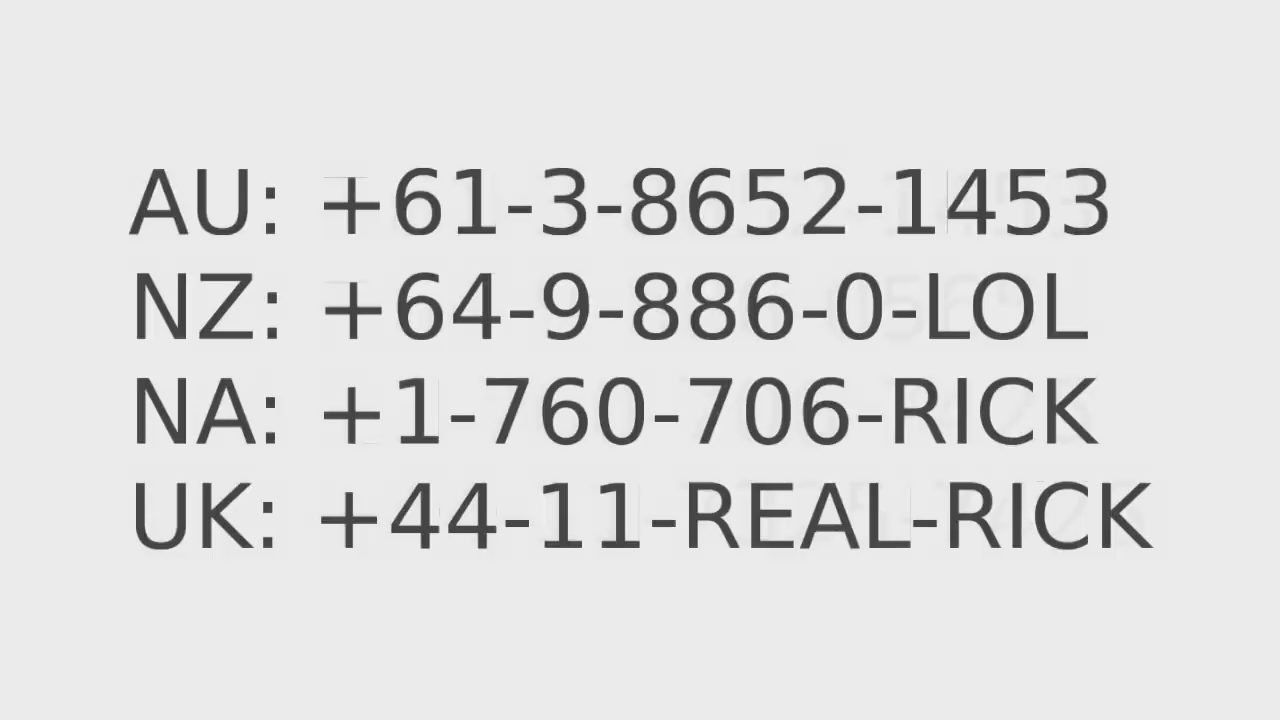 AU: +61-3-8652-1453
NZ: +64-9-886-0-LOL
NA: +1-760-706-RICK
UK: +44-11-REAL-RICK